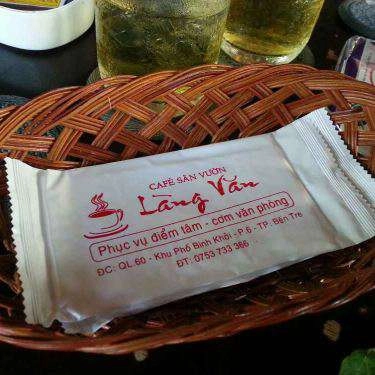 CAFÉ SÂN VƯỜN
Làng Văn
Phục vụ điểm tâm - cơm văn phòng
ĐC: QL 60 - Khu Phố Bình Khởi - P 6 - TP. Bến Tre
ĐT: 0753 733 366